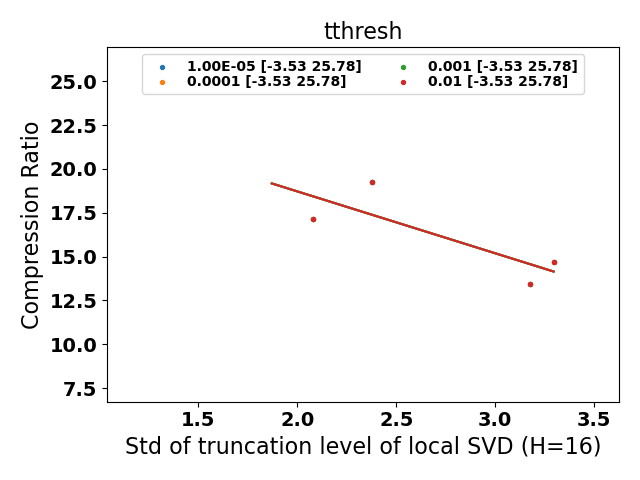 tthresh
1.00E-05 [-3.53 25.78]
0.0001 [-3.53 25.78]
0.001 [-3.53 25.78]
0.01 [-3.53 25.78]
Compression Ratio
25.0
22.5
20.0
17.5
15.0
12.5
10.0
7.5
1.5 2.0 2.5 3.0 3.5
Std of truncation level of local SVD (H=16)